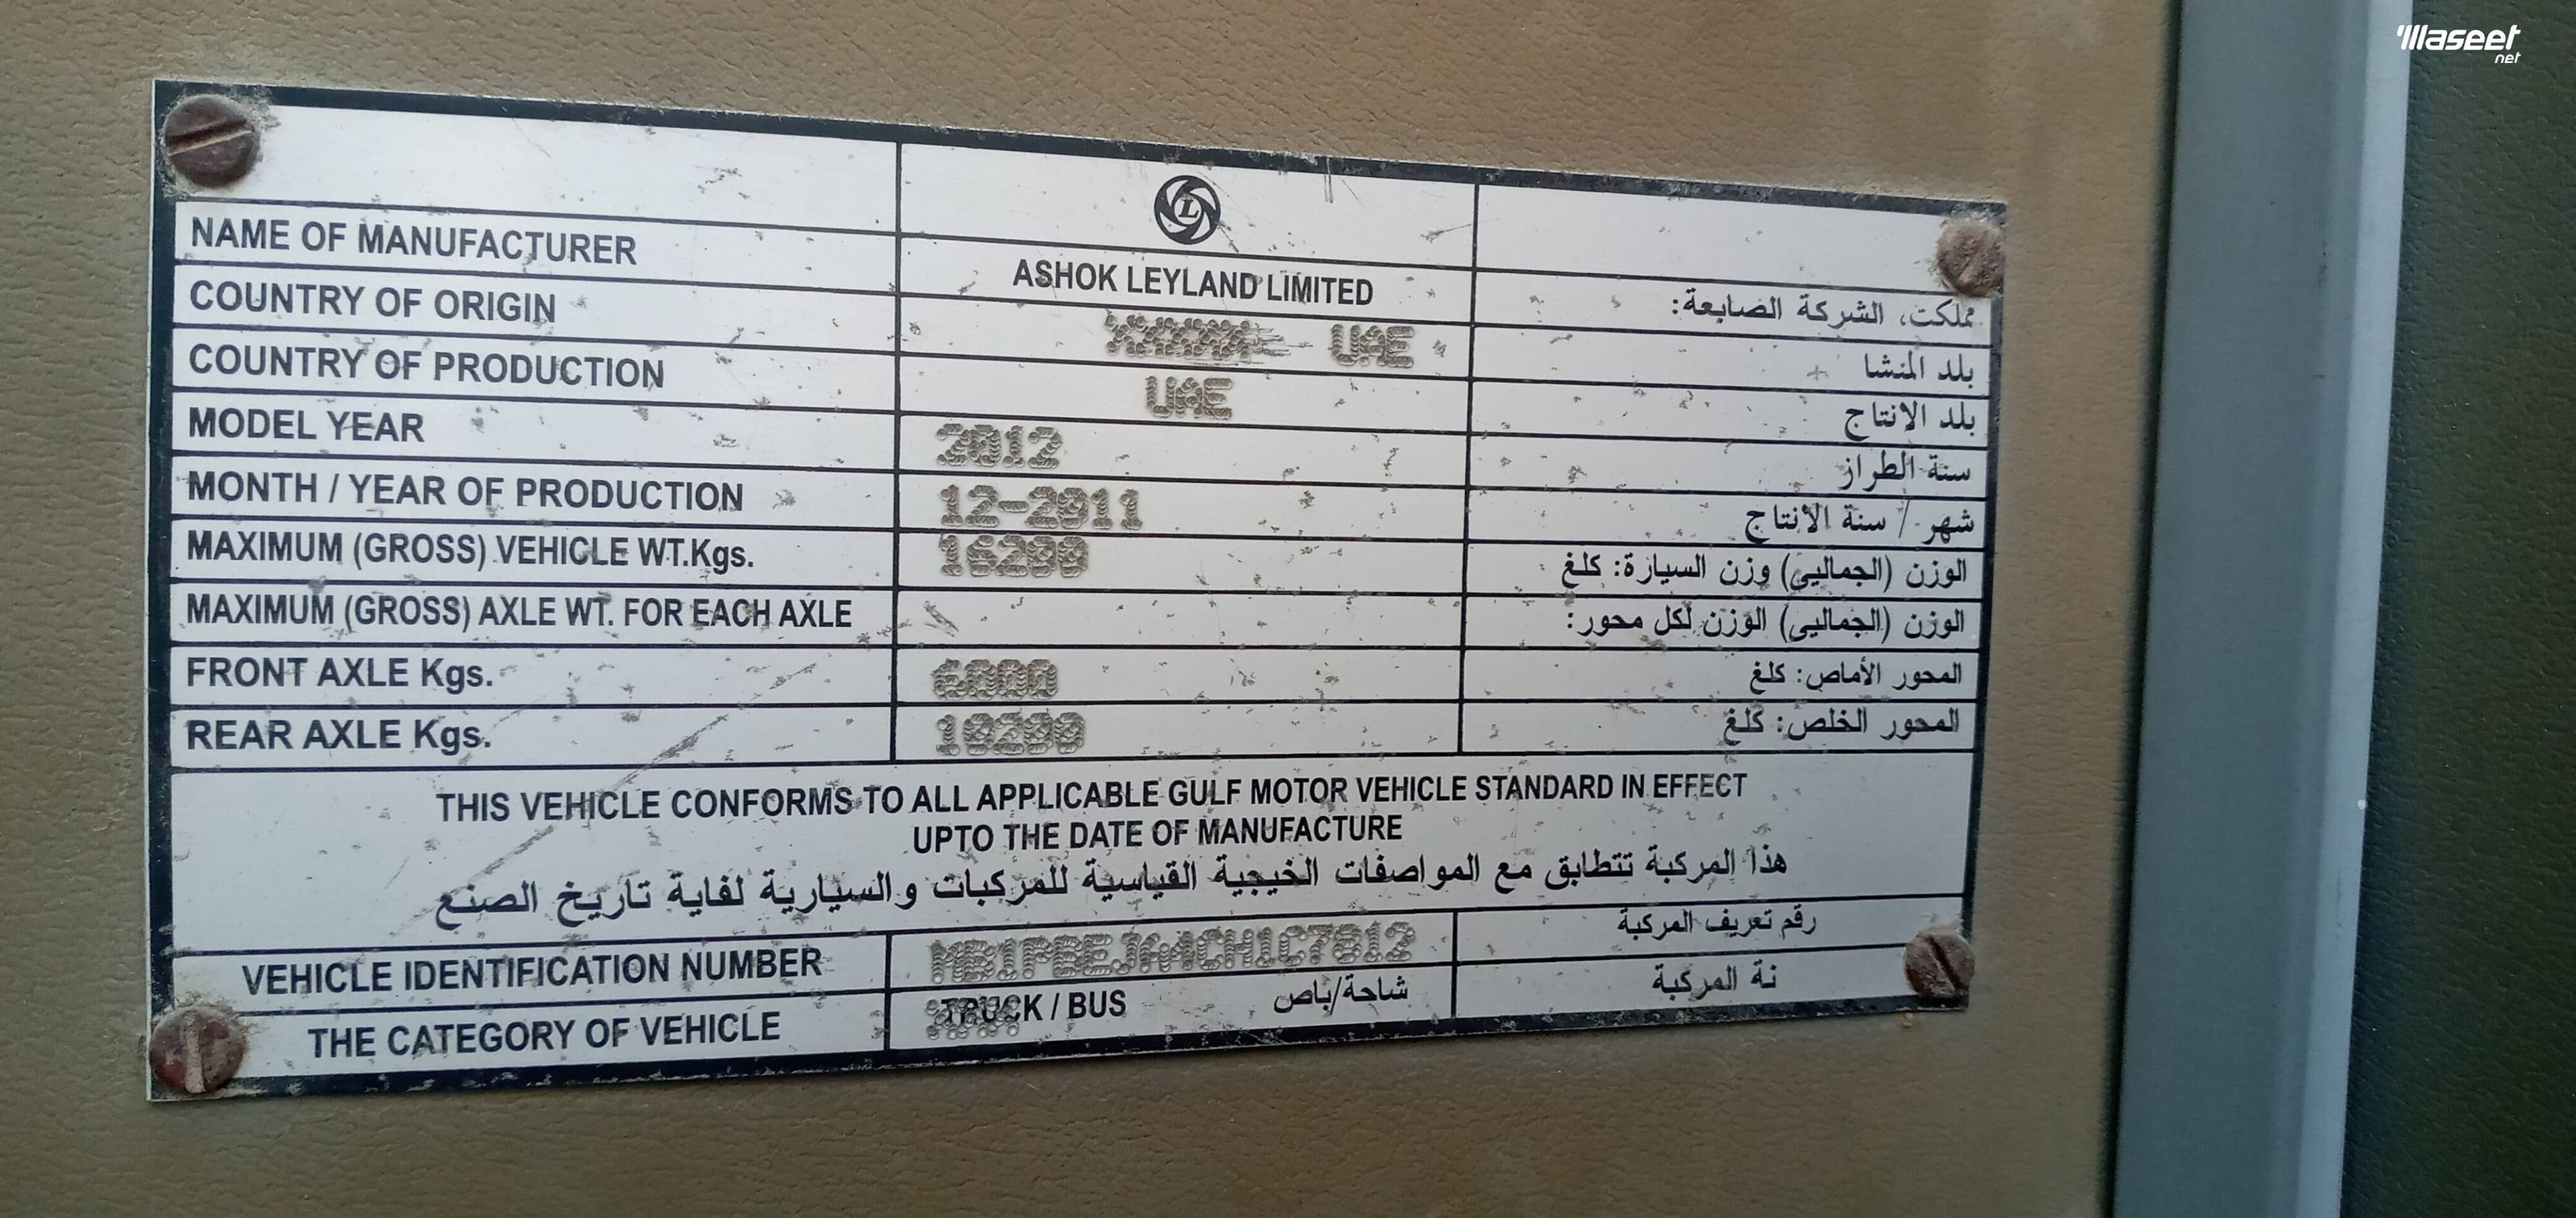 Waseet
net
L
NAME OF MANUFACTURER ASHOK LEYLAND LIMITED مملكت، الشركة الصابعة:
COUNTRY OF ORIGIN UAE بلد المنشا
COUNTRY OF PRODUCTION UAE بلد الانتاج
MODEL YEAR 2012 سنة الطراز
MONTH / YEAR OF PRODUCTION 12-2011 شهر / سنة الانتاج
MAXIMUM (GROSS) VEHICLE WT.Kgs. 16200 الوزن (الجماليي) وزن السيارة: كلغ
MAXIMUM (GROSS) AXLE WT. FOR EACH AXLE الوزن (الجماليي) الوزن لكل محور:
FRONT AXLE Kgs. 6000 المحور الأماص: كلغ
REAR AXLE Kgs. 10200 المحور الخلص: كلغ
THIS VEHICLE CONFORMS TO ALL APPLICABLE GULF MOTOR VEHICLE STANDARD IN EFFECT
UPTO THE DATE OF MANUFACTURE
هذا المركبة تتطابق مع المواصفات الخيجية القياسية للمركبات والسيارية لفاية تاريخ الصنع
VEHICLE IDENTIFICATION NUMBER MB1PBEJA4CH1C7812 رقم تعريف المركبة
THE CATEGORY OF VEHICLE TRUCK / BUS شاحة/باص نة المركبة